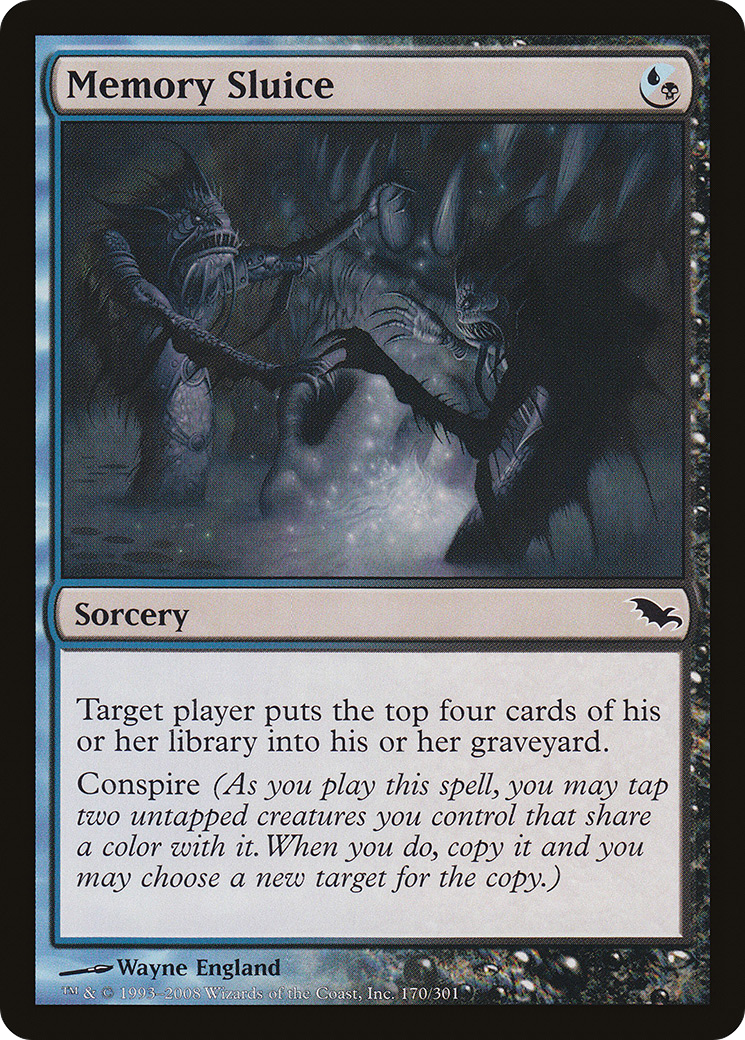 Memory Sluice
Sorcery
Target player puts the top four cards of his
or her library into his or her graveyard.
Conspire (As you play this spell, you may tap
two untapped creatures you control that share
a color with it. When you do, copy it and you
may choose a new target for the copy.)
Wayne England
™ & © 1993–2008 Wizards of the Coast, Inc. 170/301